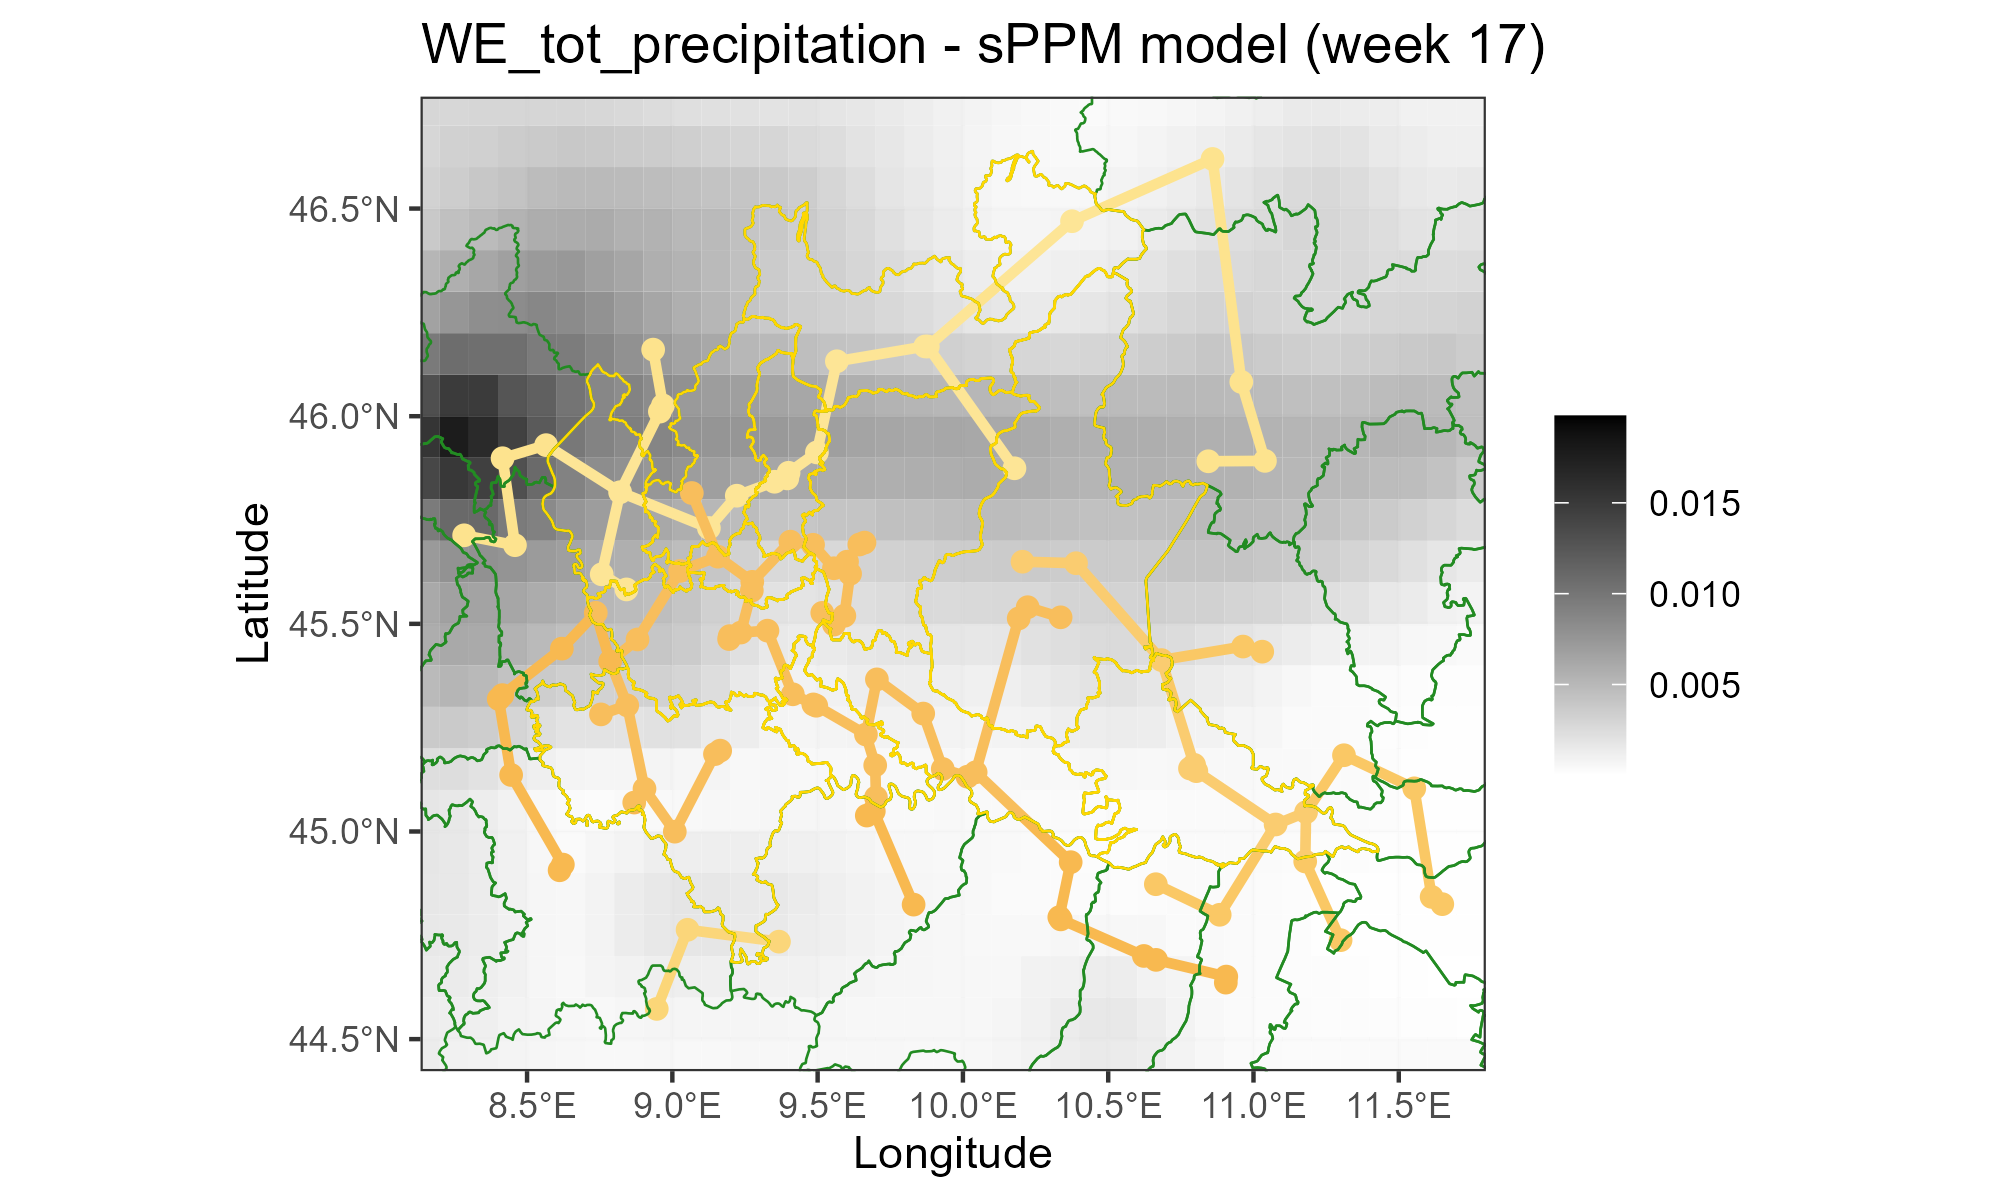 WE_tot_precipitation - sPPM model (week 17)
46.5°N
46.0°N
45.5°N
45.0°N
44.5°N
Latitude
8.5°E
9.0°E
9.5°E
10.0°E
10.5°E
11.0°E
11.5°E
Longitude
0.015
0.010
0.005